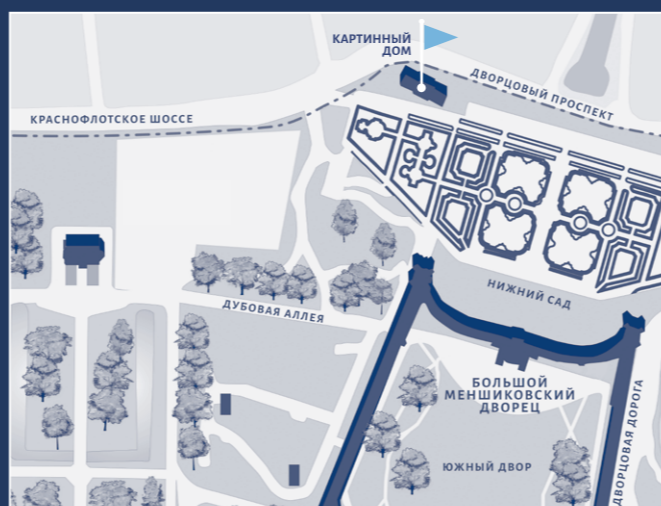 КАРТИННЫЙ
ДОМ
ДВОРЦОВЫЙ ПРОСПЕКТ
КРАСНОФЛОТСКОЕ ШОССЕ
НИЖНИЙ САД
ДУБОВАЯ АЛЛЕЯ
БОЛЬШОЙ
МЕНШИКОВСКИЙ
ДВОРЕЦ
ДВОРЦОВАЯ ДОРОГА
ЮЖНЫЙ ДВОР